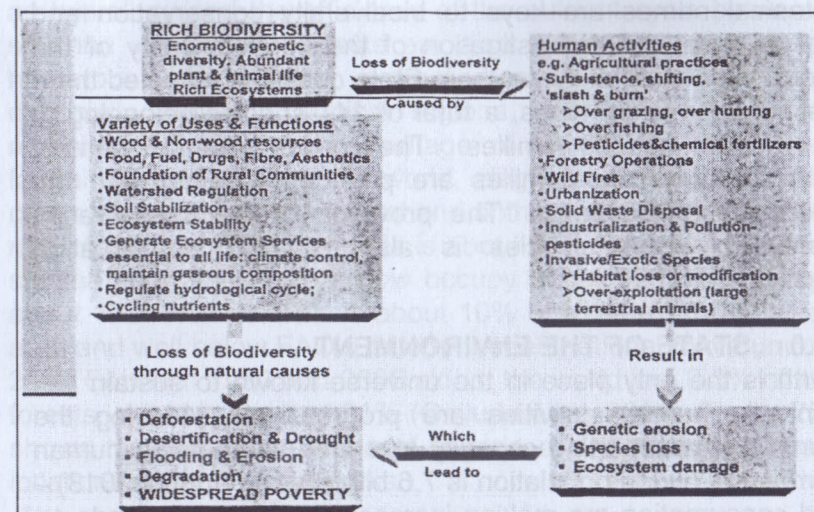 RICH BIODIVERSITY
Enormous genetic
diversity, Abundant
plant & animal life
Rich Ecosystems
Loss of Biodiversity
Caused by
Human Activities
e.g. Agricultural practices
•Subsistence, shifting,
'slash & burn'
➢Over grazing, over hunting
➢Over fishing
➢Pesticides&chemical fertilizers
•Forestry Operations
•Wild Fires
•Urbanization
•Solid Waste Disposal
•Industrialization & Pollution-
pesticides
•Invasive/Exotic Species
➢Habitat loss or modification
➢Over-exploitation (large
terrestrial animals)
Variety of Uses & Functions
•Wood & Non-wood resources
•Food, Fuel, Drugs, Fibre, Aesthetics
•Foundation of Rural Communities
•Watershed Regulation
•Soil Stabilization
•Ecosystem Stability
•Generate Ecosystem Services
essential to all life; climate control,
maintain gaseous composition
•Regulate hydrological cycle;
•Cycling nutrients
Loss of Biodiversity
through natural causes
Result in
▪ Deforestation
▪ Desertification & Drought
▪ Flooding & Erosion
▪ Degradation
WIDESPREAD POVERTY
Which
Lead to
▪ Genetic erosion
▪ Species loss
▪ Ecosystem damage